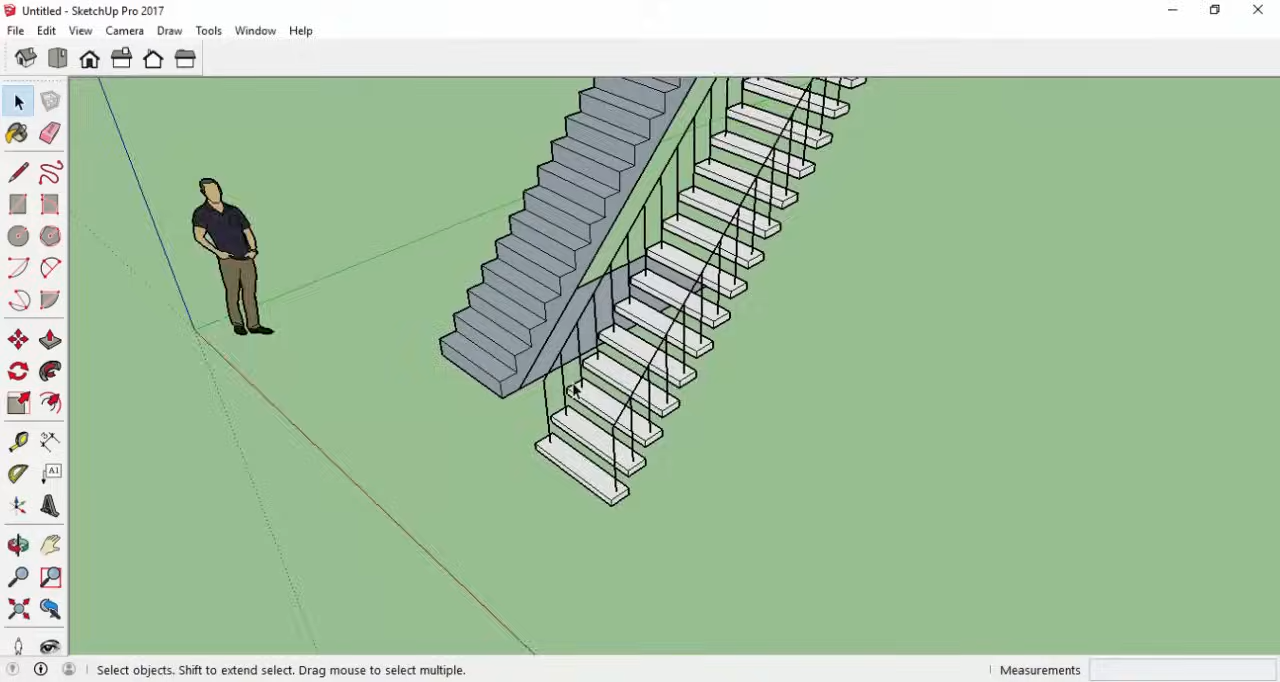 Untitled - SketchUp Pro 2017
File Edit View Camera Draw Tools Window Help
A1
Select objects. Shift to extend select. Drag mouse to select multiple.
Measurements